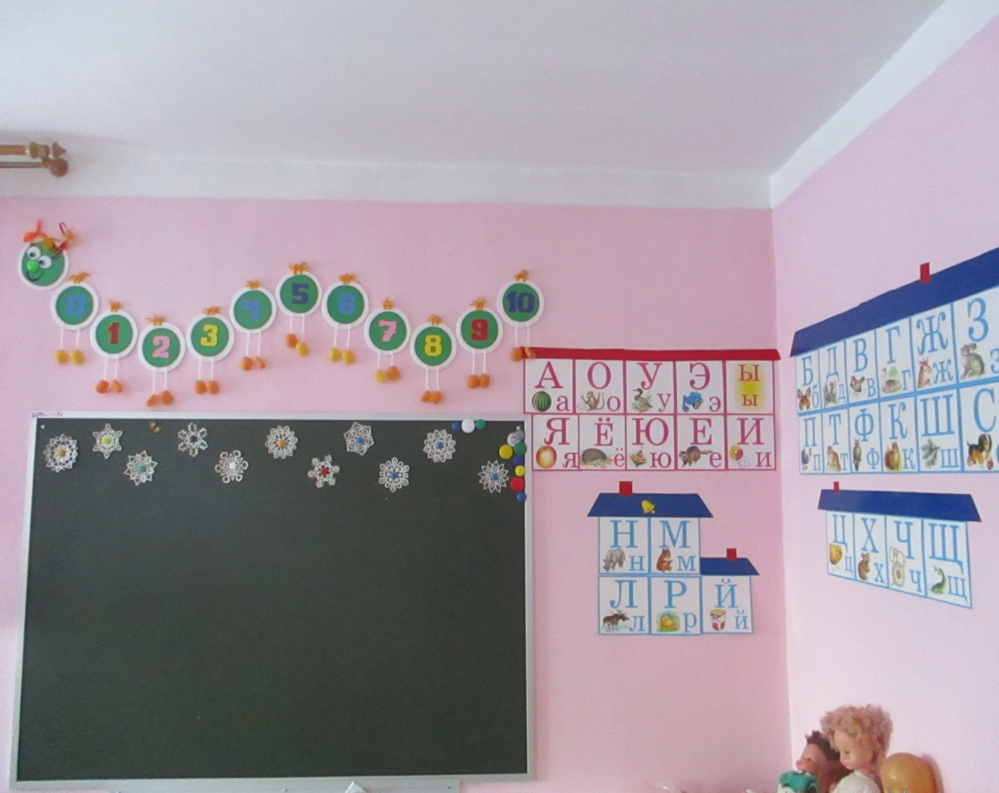 0 1 2 3 4 5 6 7 8 9 10
А О У Э Ы
а о у э ы
Я Ё Ю Е И
я ё ю е и
Н М
н м
Л Р Й
л р й
Б Д В Г Ж З
б д в г ж з
П Т Ф К Ш С
п т ф к ш
Ц Х Ч Щ
ц х ч щ